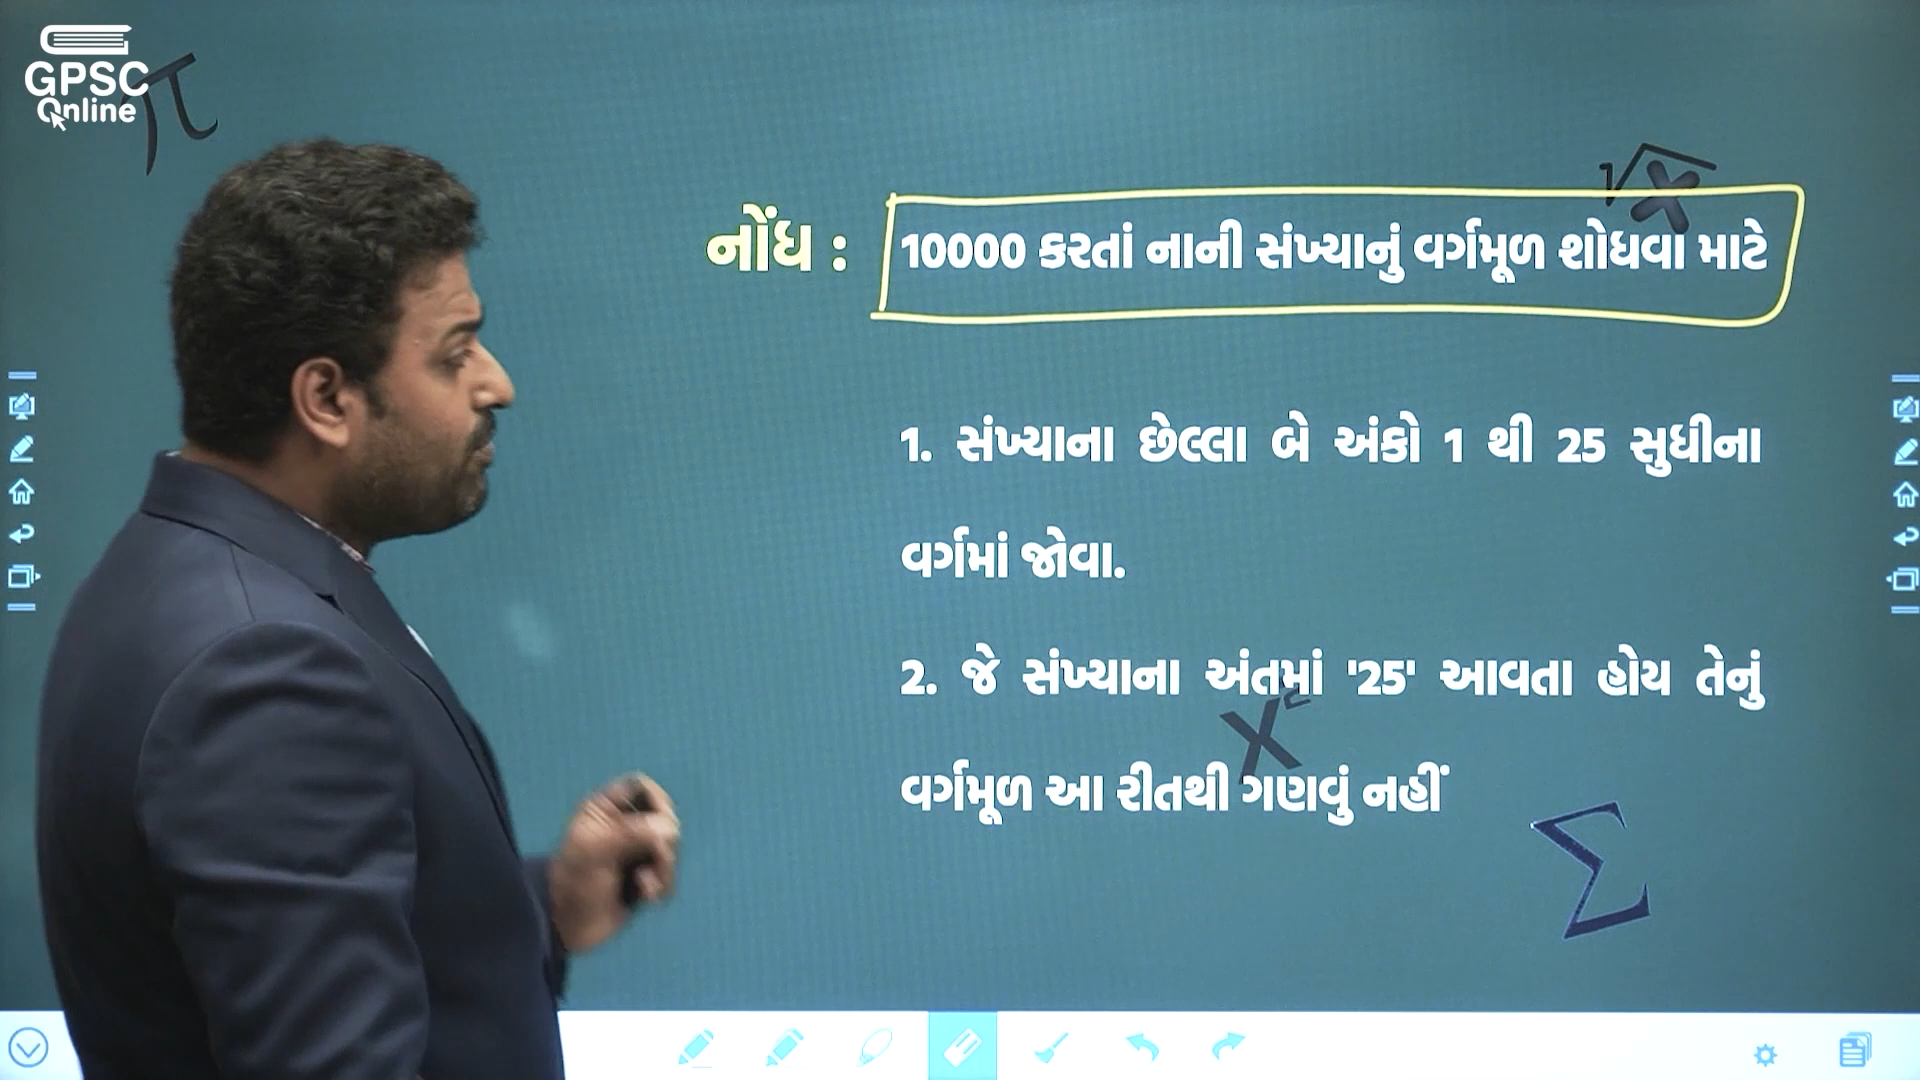 GPSC
Online
π
√x
નોંધ : 10000 કરતાં નાની સંખ્યાનું વર્ગમૂળ શોધવા માટે
1. સંખ્યાના છેલ્લા બે અંકો 1 થી 25 સુધીના
વર્ગમાં જોવા.
2. જે સંખ્યાના અંતમાં '25' આવતા હોય તેનું
x²
વર્ગમૂળ આ રીતથી ગણવું નહીં
Σ